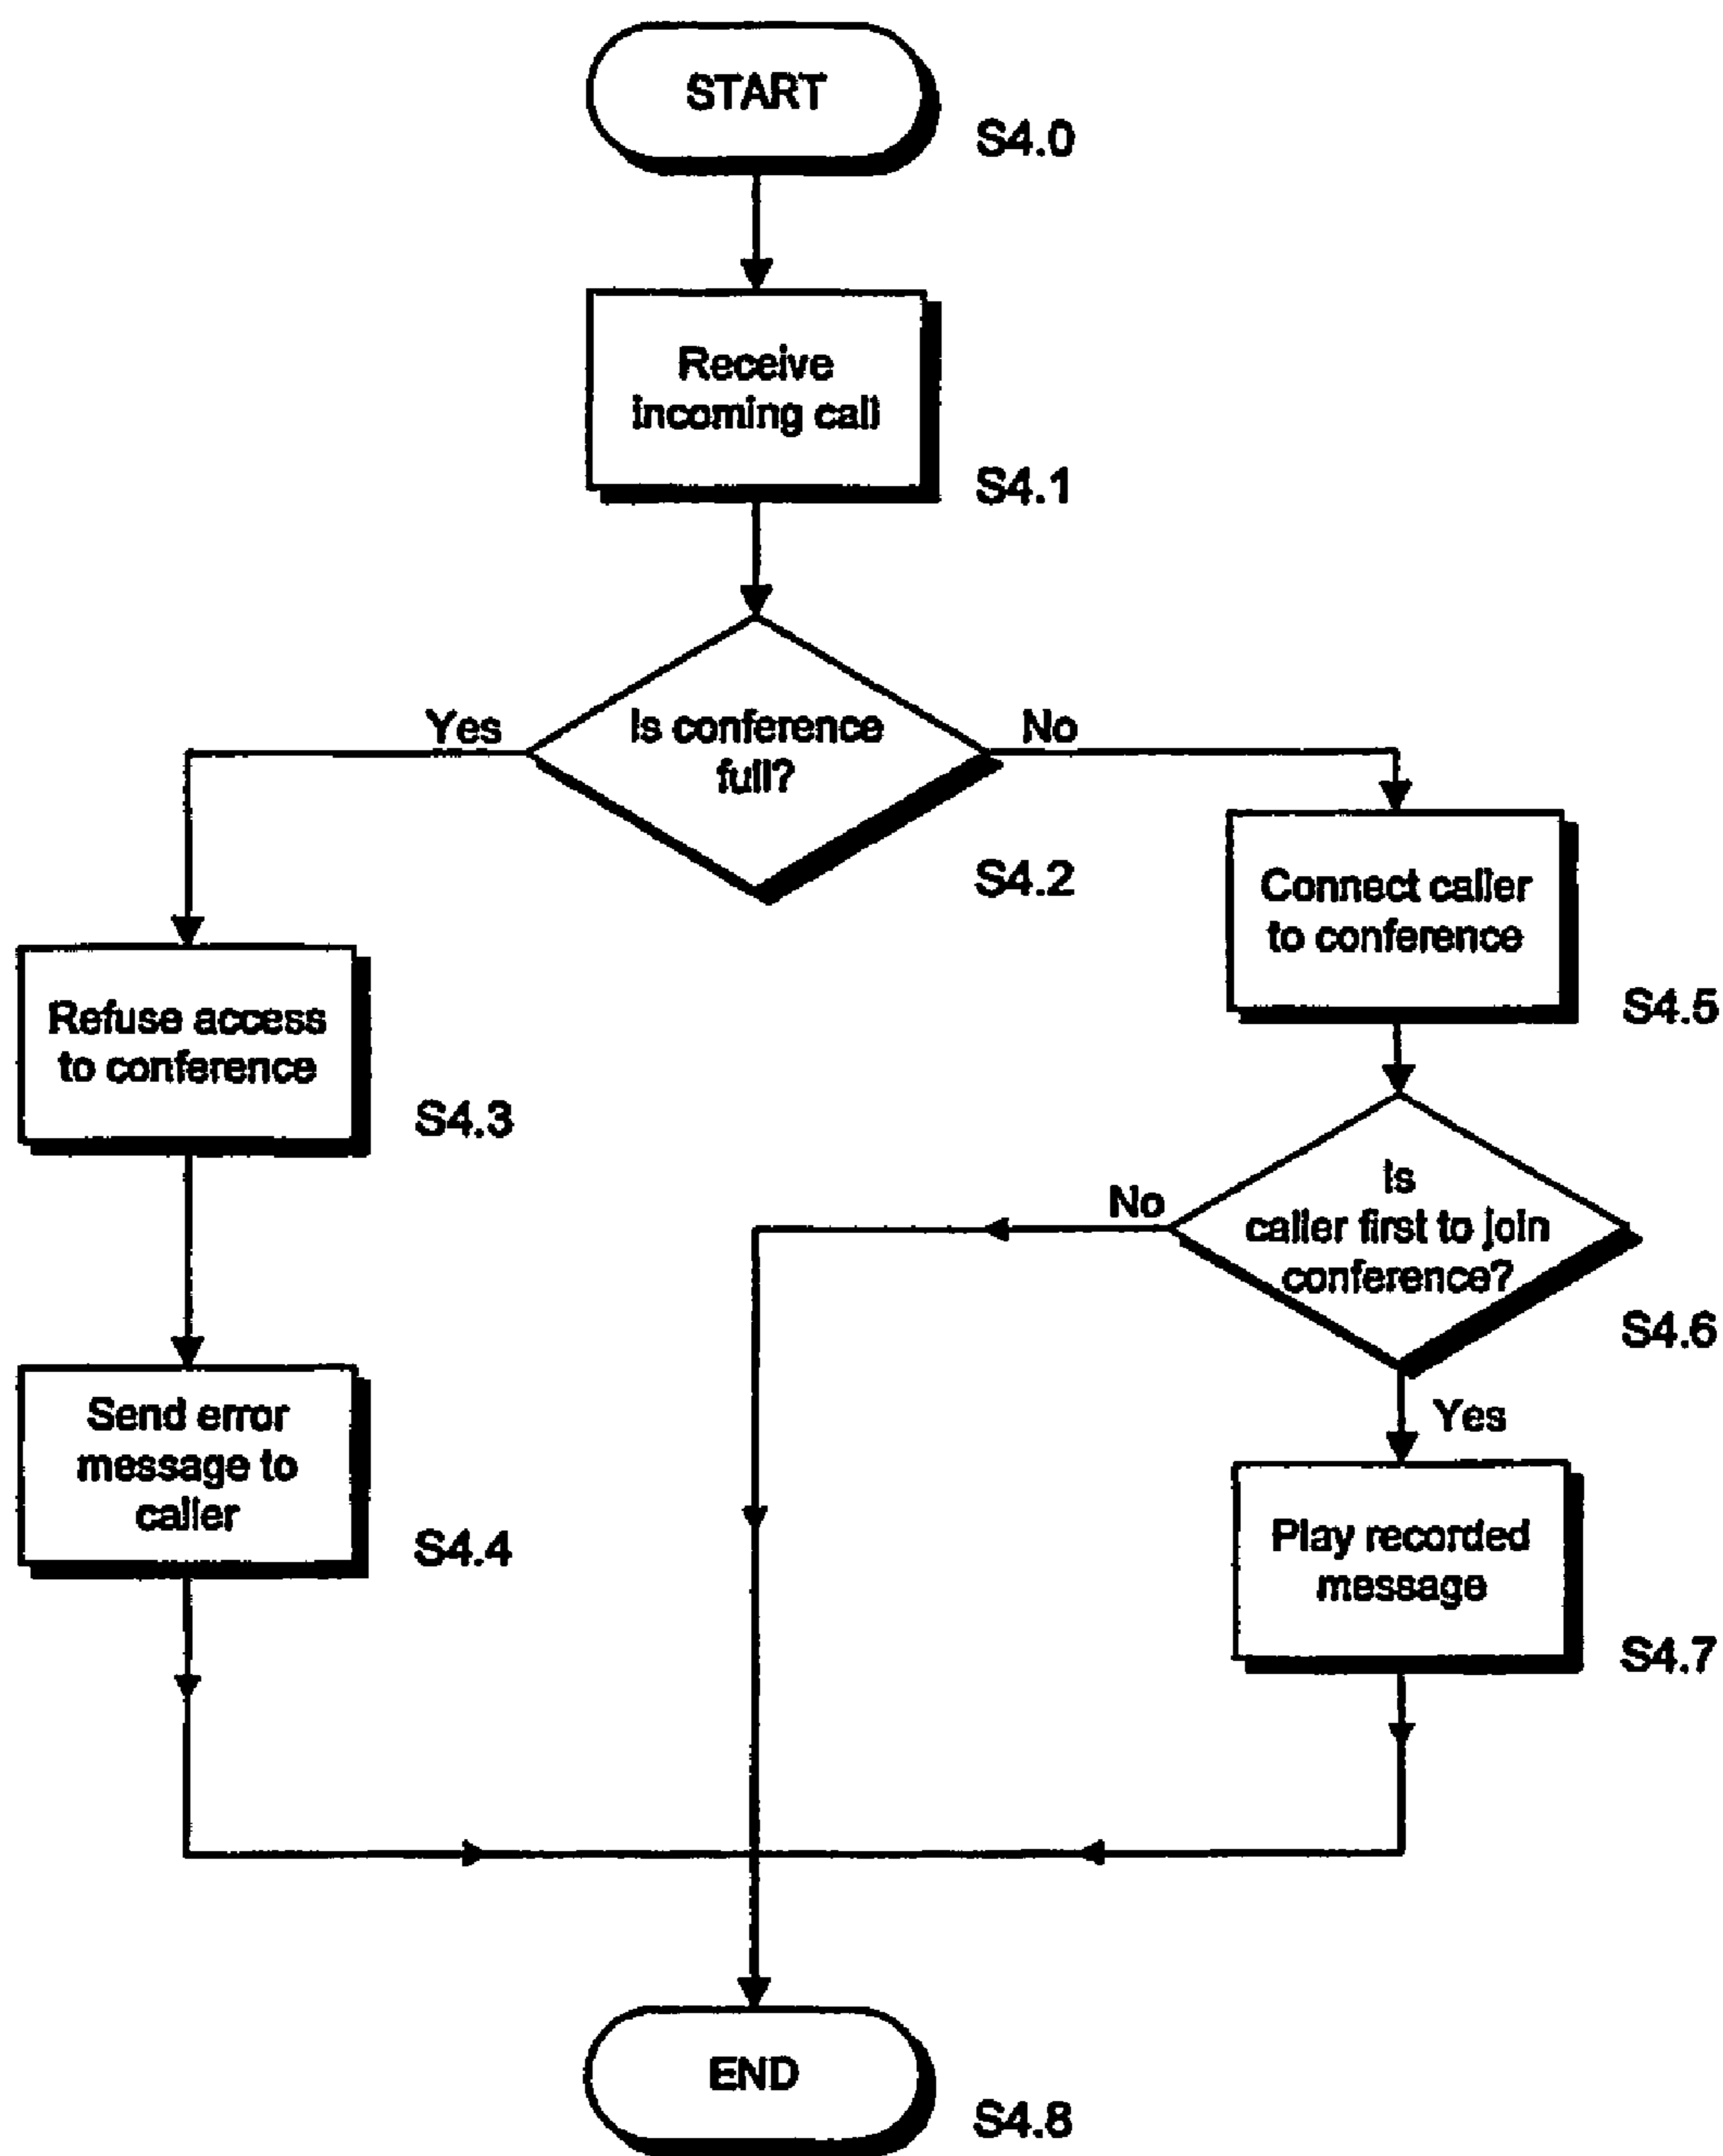 START
S4.0
Receive
incoming call
S4.1
Is conference
full?
Yes
No
S4.2
Refuse access
to conference
S4.3
Send error
message to
caller
S4.4
Connect caller
to conference
S4.5
Is
caller first to join
conference?
No
Yes
S4.6
Play recorded
message
S4.7
END
S4.8